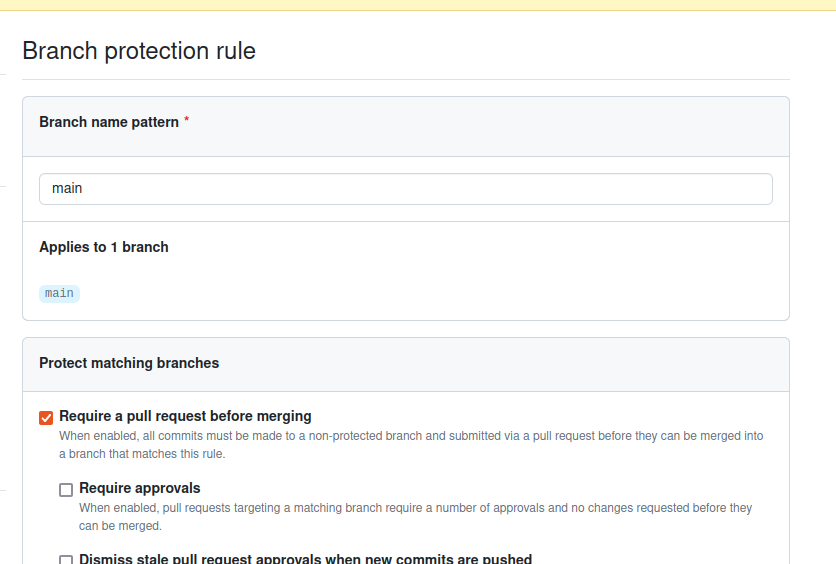 Branch protection rule
Branch name pattern *
main
Applies to 1 branch
main
Protect matching branches
Require a pull request before merging
When enabled, all commits must be made to a non-protected branch and submitted via a pull request before they can be merged into
a branch that matches this rule.
Require approvals
When enabled, pull requests targeting a matching branch require a number of approvals and no changes requested before they
can be merged.
Dismiss stale pull request approvals when new commits are pushed